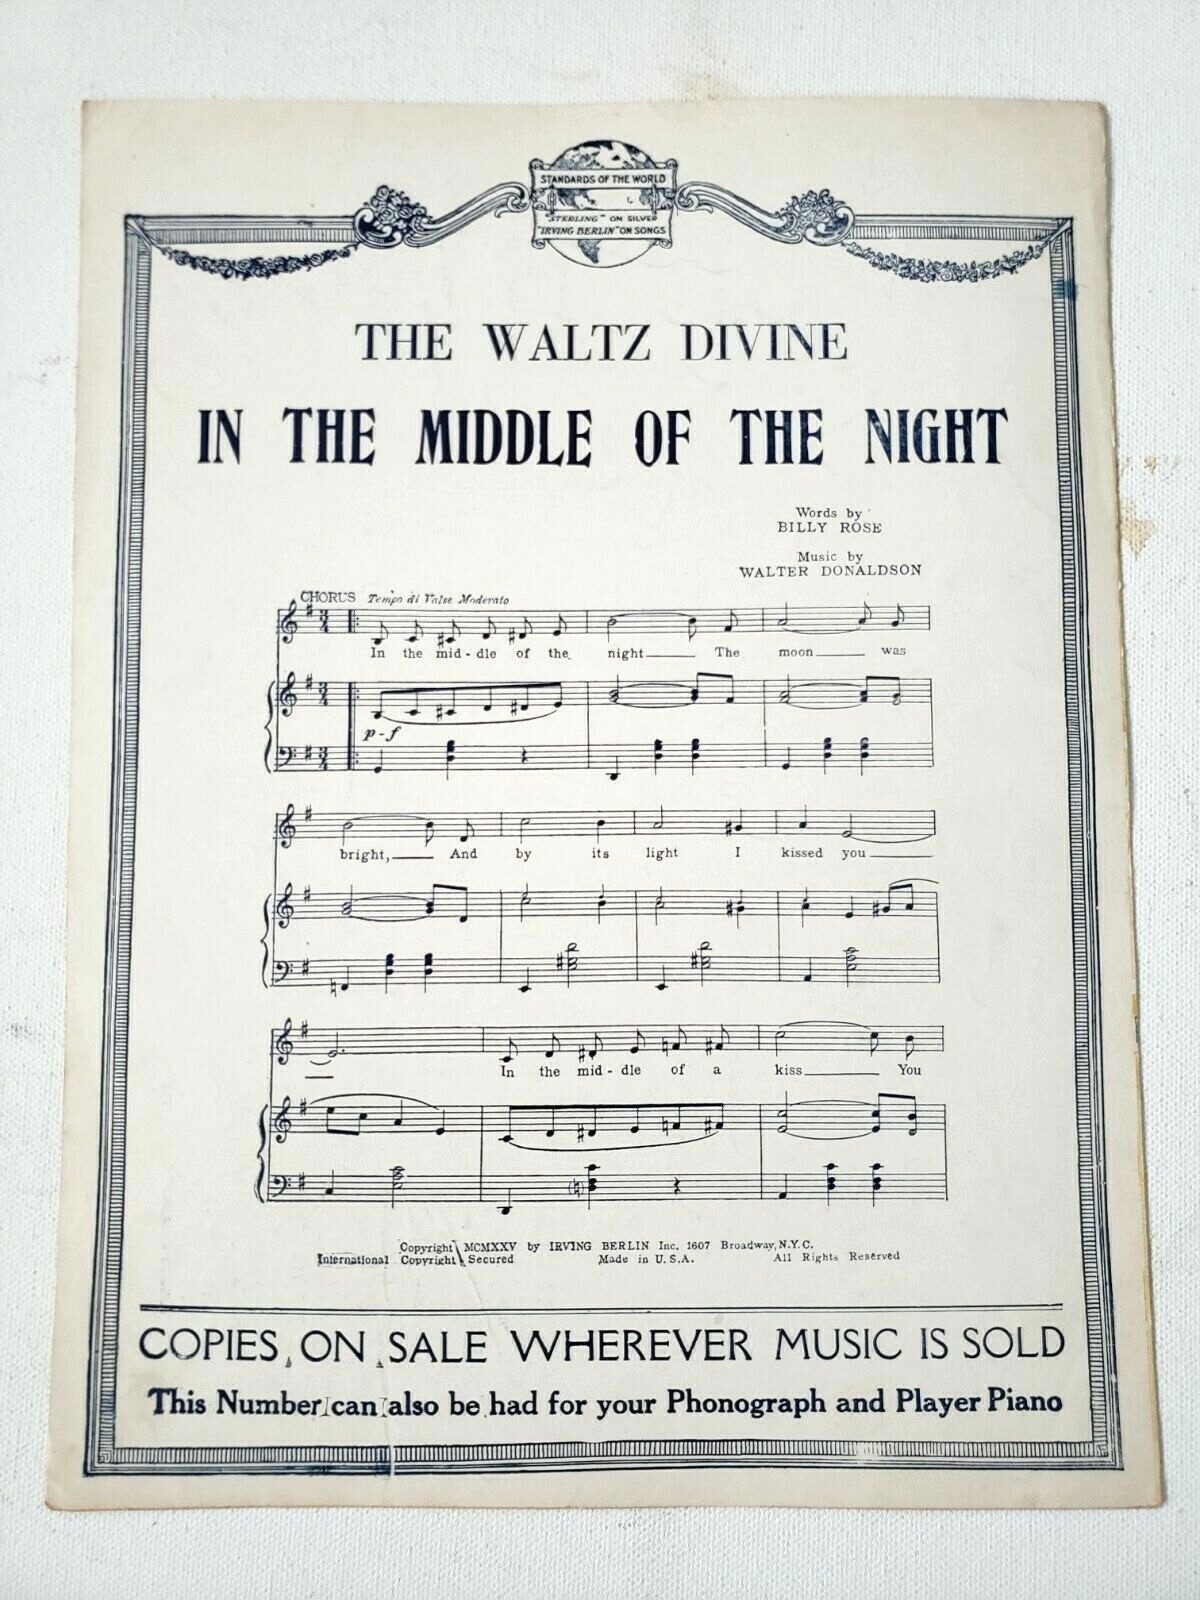 STANDARDS OF THE WORLD
"STERLING" ON SILVER
"IRVING BERLIN" ON SONGS
THE WALTZ DIVINE
IN THE MIDDLE OF THE NIGHT
Words by
BILLY ROSE
Music by
WALTER DONALDSON
CHORUS Tempo di Valse Moderato
In the mid-dle of the night The moon was
p-f
bright, And by its light I kissed you
In the mid-dle of a kiss You
Copyright MCMXXV by IRVING BERLIN Inc. 1607 Broadway, N.Y.C.
International Copyright Secured Made in U.S.A. All Rights Reserved
COPIES ON SALE WHEREVER MUSIC IS SOLD
This Number can also be had for your Phonograph and Player Piano